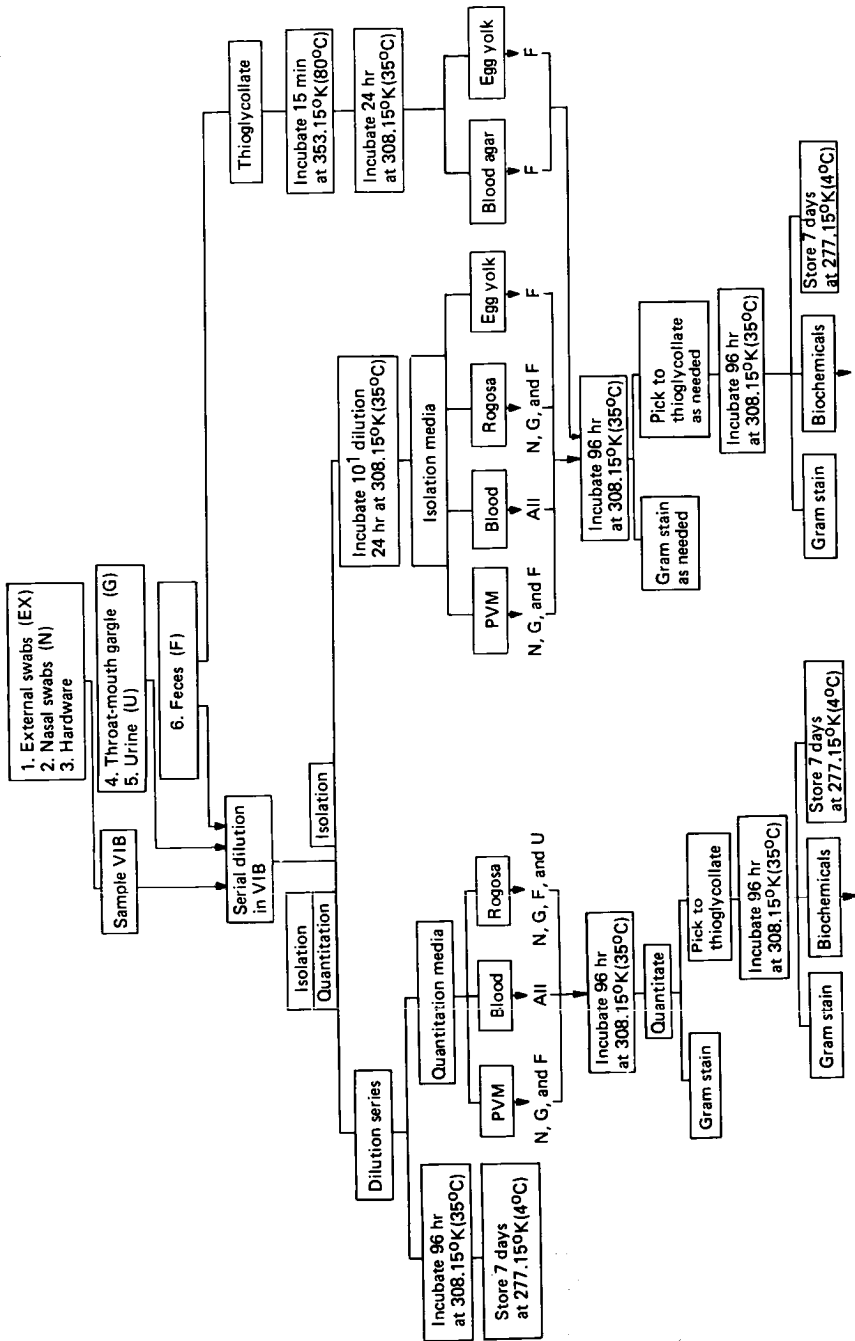 1. External swabs (EX)
2. Nasal swabs (N)
3. Hardware
4. Throat-mouth gargle (G)
5. Urine (U)
6. Feces (F)
Sample VIB
Serial dilution
in VIB
Isolation
Quantitation
Isolation
Dilution series
Incubate 96 hr
at 308.15°K(35°C)
Store 7 days
at 277.15°K(4°C)
Quantitation media
PVM
Blood
Rogosa
N, G, and F
All
N, G, F, and U
Incubate 96 hr
at 308.15°K(35°C)
Quantitate
Gram stain
Pick to
thioglycollate
Incubate 96 hr
at 308.15°K(35°C)
Gram stain
Biochemicals
Store 7 days
at 277.15°K(4°C)
Incubate 10¹ dilution
24 hr at 308.15°K(35°C)
Isolation media
PVM
Blood
Rogosa
Egg yolk
N, G, and F
All
N, G, and F
F
Thioglycollate
Incubate 15 min
at 353.15°K(80°C)
Incubate 24 hr
at 308.15°K(35°C)
Blood agar
Egg yolk
F
F
Incubate 96 hr
at 308.15°K(35°C)
Gram stain
as needed
Pick to
thioglycollate
as needed
Incubate 96 hr
at 308.15°K(35°C)
Gram stain
Biochemicals
Store 7 days
at 277.15°K(4°C)